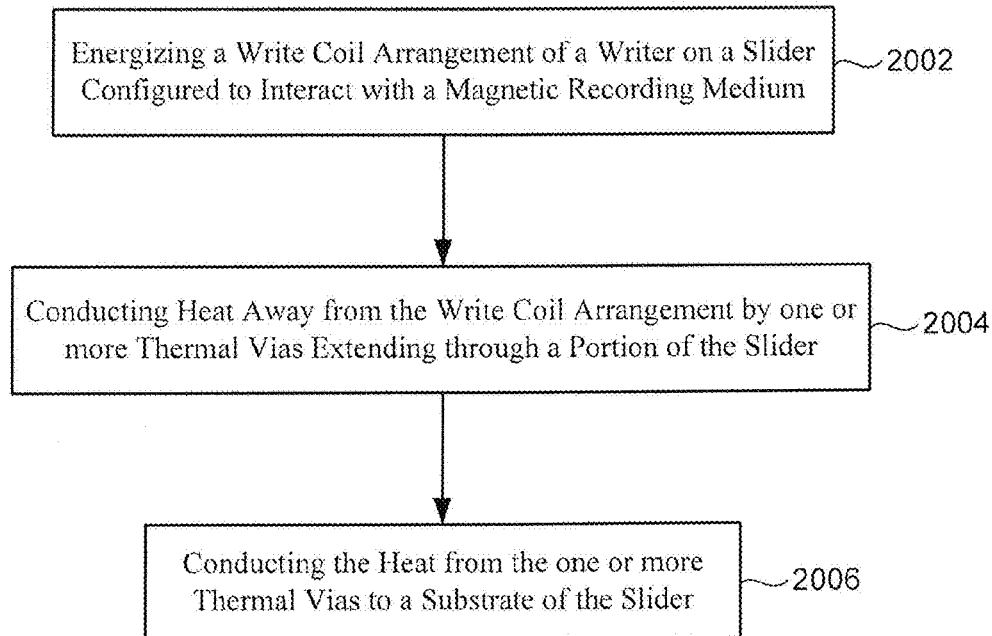 Energizing a Write Coil Arrangement of a Writer on a Slider
Configured to Interact with a Magnetic Recording Medium
2002
Conducting Heat Away from the Write Coil Arrangement by one or
more Thermal Vias Extending through a Portion of the Slider
2004
Conducting the Heat from the one or more
Thermal Vias to a Substrate of the Slider
2006